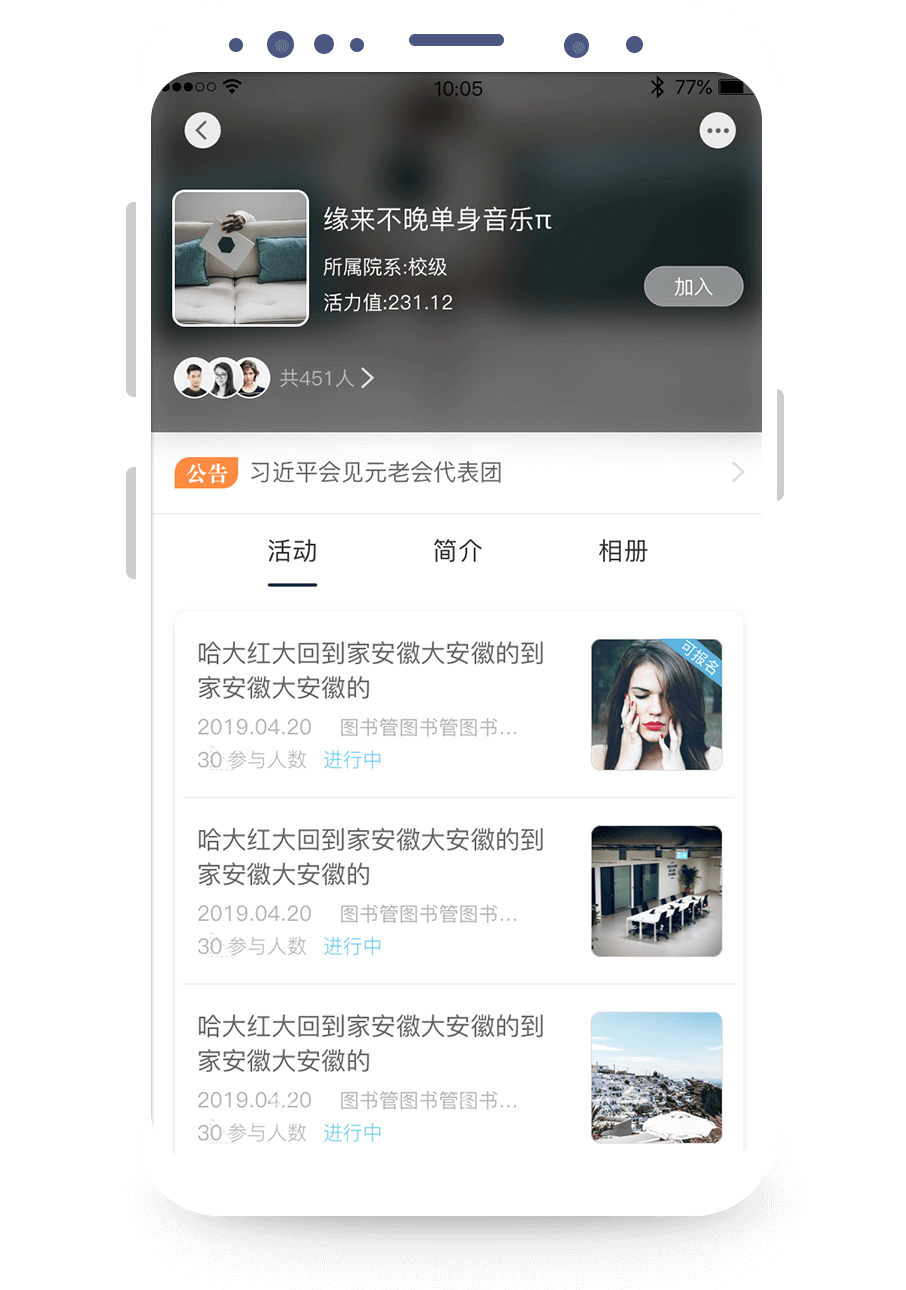 10:05
77%
缘来不晚单身音乐π
所属院系:校级
活力值:231.12
加入
共451人
公告 习近平会见元老会代表团
活动 简介 相册
哈大红大回到家安徽大安徽的到
家安徽大安徽的
2019.04.20 图书管图书管图书...
30 参与人数 进行中
可报名
哈大红大回到家安徽大安徽的到
家安徽大安徽的
2019.04.20 图书管图书管图书...
30 参与人数 进行中
哈大红大回到家安徽大安徽的到
家安徽大安徽的
2019.04.20 图书管图书管图书...
30 参与人数 进行中